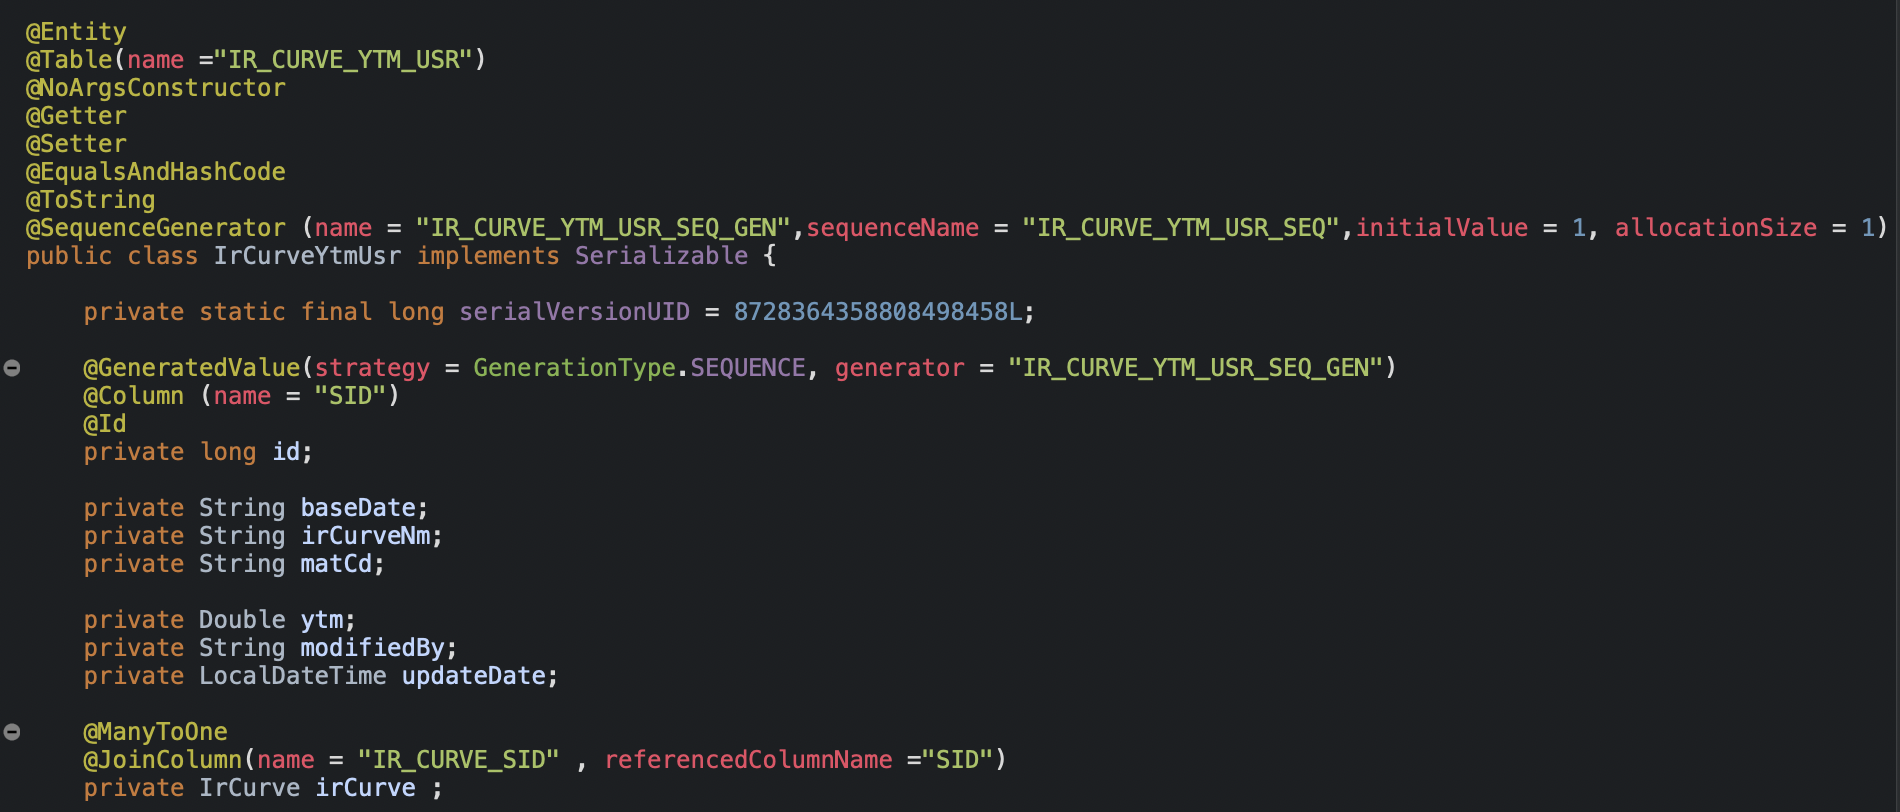 @Entity
@Table(name ="IR_CURVE_YTM_USR")
@NoArgsConstructor
@Getter
@Setter
@EqualsAndHashCode
@ToString
@SequenceGenerator (name = "IR_CURVE_YTM_USR_SEQ_GEN",sequenceName = "IR_CURVE_YTM_USR_SEQ",initialValue = 1, allocationSize = 1)
public class IrCurveYtmUsr implements Serializable {
private static final long serialVersionUID = 8728364358808498458L;
@GeneratedValue(strategy = GenerationType.SEQUENCE, generator = "IR_CURVE_YTM_USR_SEQ_GEN")
@Column (name = "SID")
@Id
private long id;
private String baseDate;
private String irCurveNm;
private String matCd;
private Double ytm;
private String modifiedBy;
private LocalDateTime updateDate;
@ManyToOne
@JoinColumn(name = "IR_CURVE_SID" , referencedColumnName ="SID")
private IrCurve irCurve ;